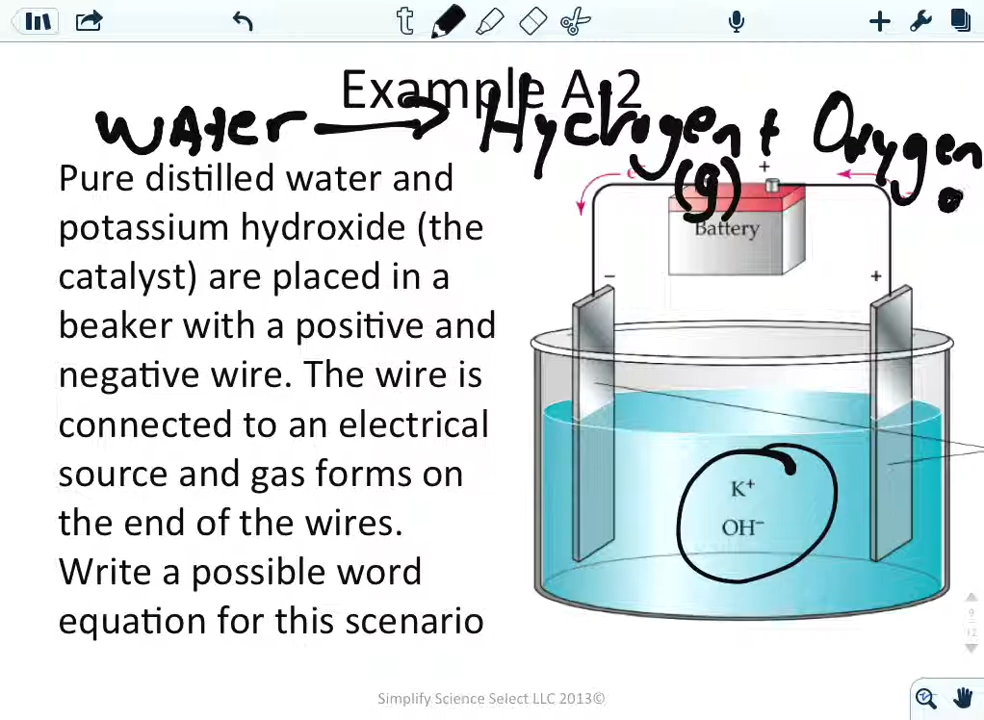 t
Example A-2
WATer → Hydrogen + Oxygen
(g)
Pure distilled water and
potassium hydroxide (the
catalyst) are placed in a
beaker with a positive and
negative wire. The wire is
connected to an electrical
source and gas forms on
the end of the wires.
Write a possible word
equation for this scenario
+
Battery
−
+
K⁺
OH⁻
9
12
Simplify Science Select LLC 2013©